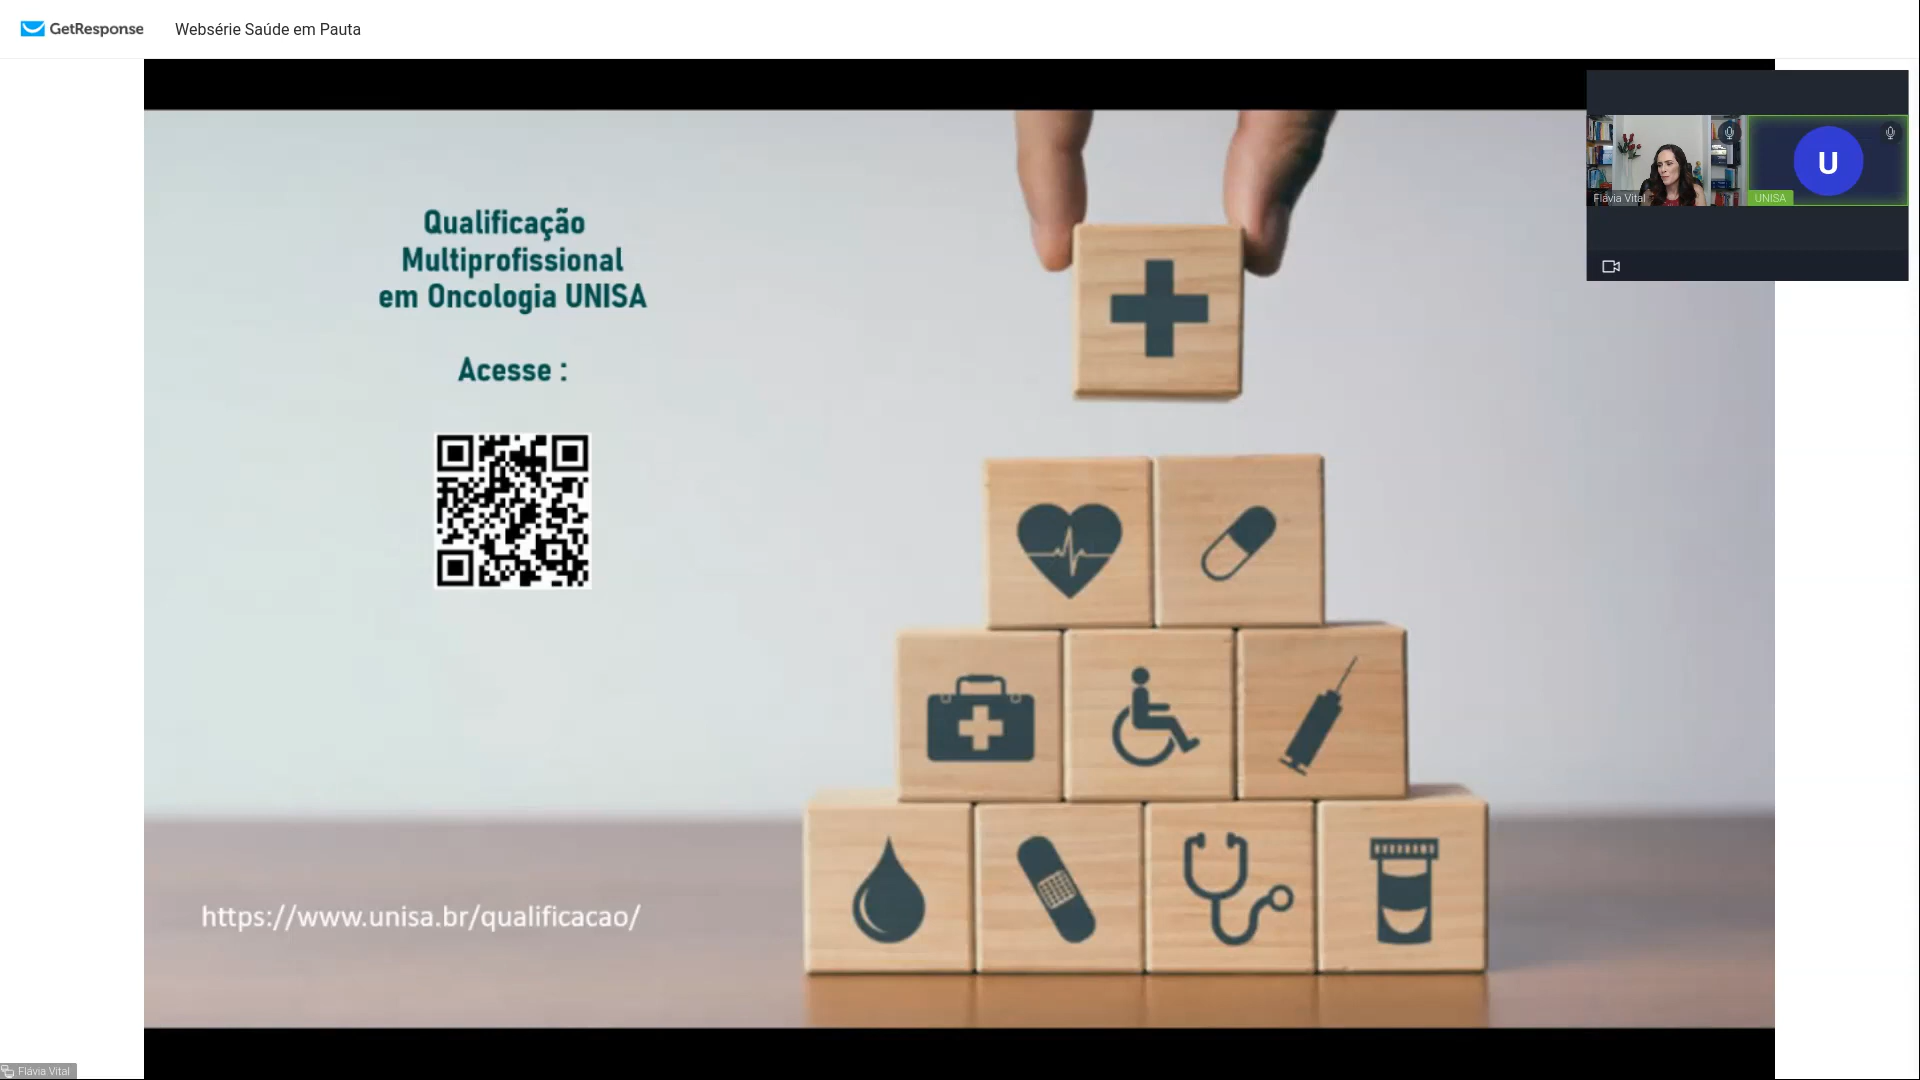 GetResponse
Websérie Saúde em Pauta
Qualificação
Multiprofissional
em Oncologia UNISA
Acesse :
https://www.unisa.br/qualificacao/
U
Flávia Vital
UNISA
Flávia Vital